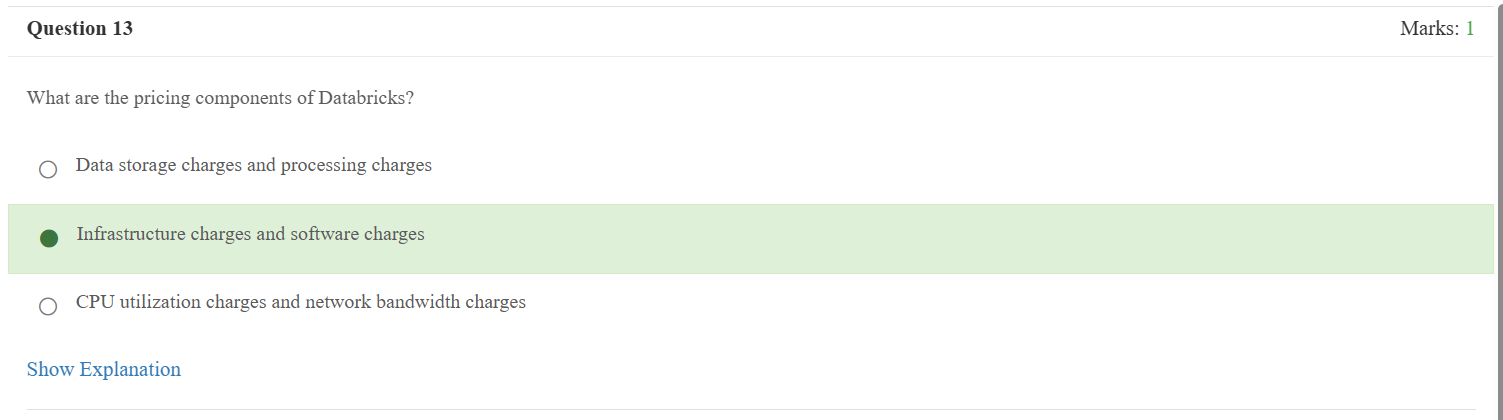 Question 13
Marks: 1
What are the pricing components of Databricks?
Data storage charges and processing charges
Infrastructure charges and software charges
CPU utilization charges and network bandwidth charges
Show Explanation